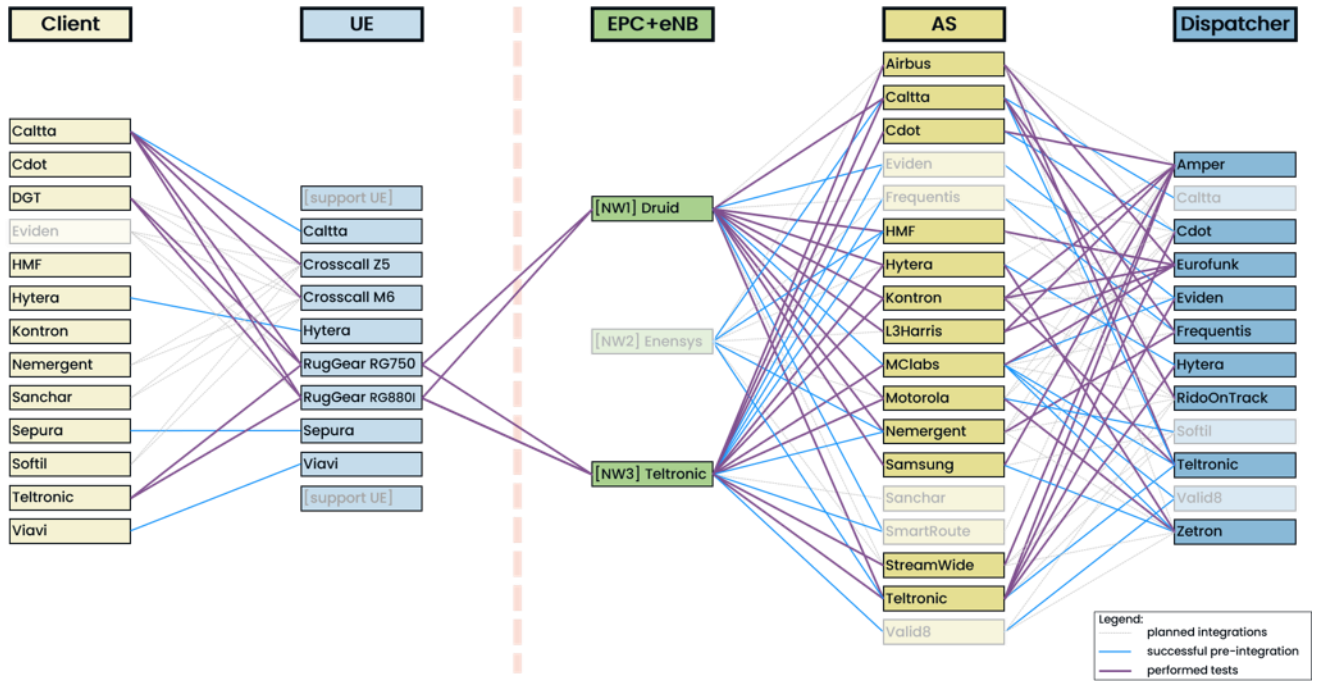 Client
UE
EPC+eNB
AS
Dispatcher
Caltta
Cdot
DGT
Eviden
HMF
Hytera
Kontron
Nemergent
Sanchar
Sepura
Softil
Teltronic
Viavi
[support UE]
Caltta
Crosscall Z5
Crosscall M6
Hytera
RugGear RG750
RugGear RG880I
Sepura
Viavi
[support UE]
[NW1] Druid
[NW2] Enensys
[NW3] Teltronic
Airbus
Caltta
Cdot
Eviden
Frequentis
HMF
Hytera
Kontron
L3Harris
MClabs
Motorola
Nemergent
Samsung
Sanchar
SmartRoute
StreamWide
Teltronic
Valid8
Amper
Caltta
Cdot
Eurofunk
Eviden
Frequentis
Hytera
RidoOnTrack
Softil
Teltronic
Valid8
Zetron
Legend:
planned integrations
successful pre-integration
performed tests